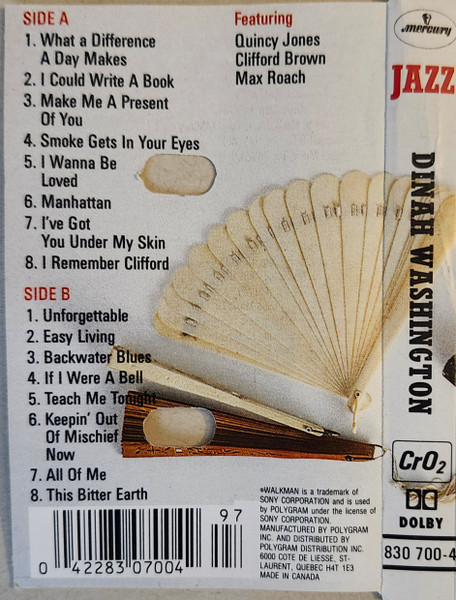 SIDE A
1. What a Difference
A Day Makes
2. I Could Write A Book
3. Make Me A Present
Of You
4. Smoke Gets In Your Eyes
5. I Wanna Be
Loved
6. Manhattan
7. I've Got
You Under My Skin
8. I Remember Clifford
SIDE B
1. Unforgettable
2. Easy Living
3. Backwater Blues
4. If I Were A Bell
5. Teach Me Tonight
6. Keepin' Out
Of Mischief
Now
7. All Of Me
8. This Bitter Earth
Featuring
Quincy Jones
Clifford Brown
Max Roach
97
0 42283 07004
*WALKMAN is a trademark of
SONY CORPORATION and is used
by POLYGRAM under the license of
SONY CORPORATION.
MANUFACTURED BY POLYGRAM
INC. AND DISTRIBUTED BY
POLYGRAM DISTRIBUTION INC.
6000 COTE DE LIESSE, ST-
LAURENT, QUEBEC H4T 1E3
MADE IN CANADA
mercury
JAZZ
DINAH WASHINGTON
CrO2
DOLBY
830 700-4